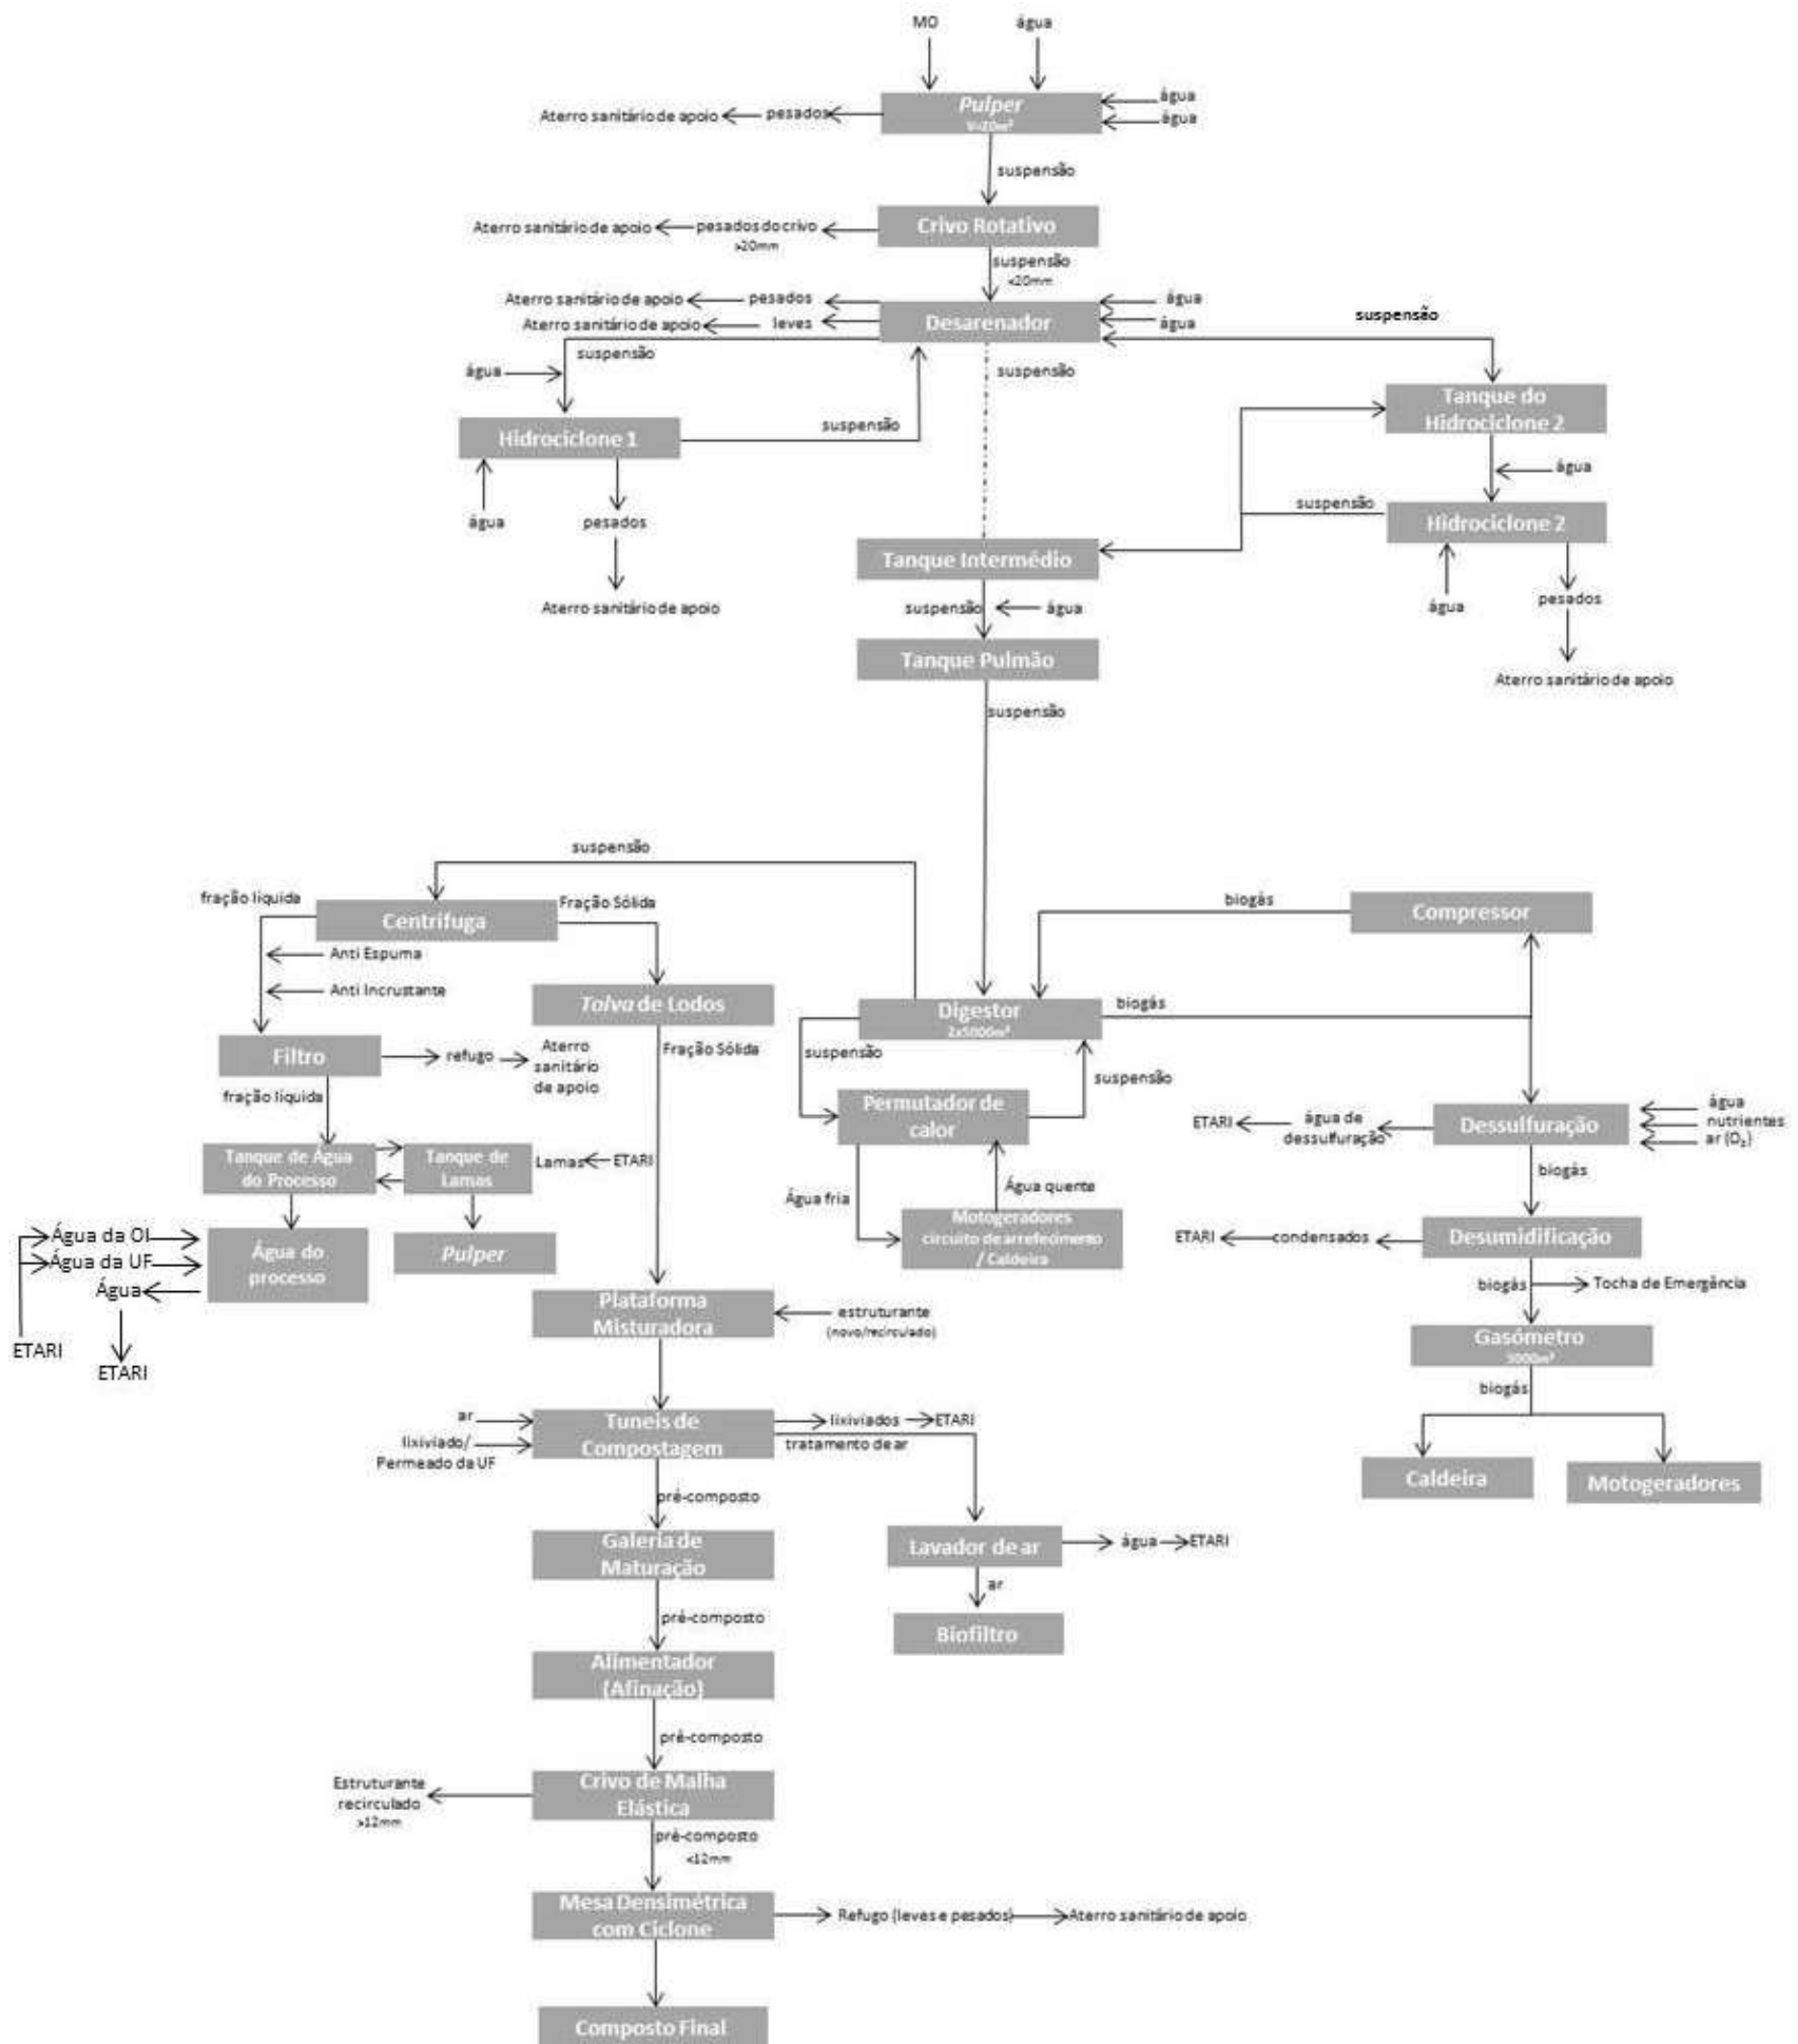 MO
água
Pulper
V=20m³
água
água
Aterro sanitário de apoio
pesados
suspensão
Crivo Rotativo
Aterro sanitário de apoio
pesados do crivo
>20mm
suspensão
<20mm
Desarenador
Aterro sanitário de apoio
pesados
Aterro sanitário de apoio
leves
água
água
suspensão
suspensão
suspensão
água
Hidrociclone 1
suspensão
água
pesados
Aterro sanitário de apoio
Tanque do
Hidrociclone 2
água
suspensão
Hidrociclone 2
água
pesados
Aterro sanitário de apoio
Tanque Intermédio
suspensão
água
Tanque Pulmão
suspensão
suspensão
fração líquida
Centrífuga
Fração Sólida
Anti Espuma
Anti Incrustante
Tolva de Lodos
Filtro
refugo
Aterro
sanitário
de apoio
Fração Sólida
fração líquida
Tanque de Água
do Processo
Tanque de
Lamas
Lamas
ETARI
Água da OI
Água da UF
Água
Água do
processo
Pulper
ETARI
ETARI
biogás
Compressor
Digestor
2x5000m³
biogás
suspensão
suspensão
Permutador de
calor
Água fria
Água quente
Motogeradores
circuito de arrefecimento
/ Caldeira
ETARI
água de
dessulfuração
Dessulfuração
água
nutrientes
ar (O₂)
biogás
ETARI
condensados
Desumidificação
biogás
Tocha de Emergência
Gasómetro
biogás
Caldeira
Motogeradores
Plataforma
Misturadora
estruturante
(novo/recirculado)
ar
lixiviado/
Permeado da UF
Tuneis de
Compostagem
lixiviados
ETARI
tratamento de ar
pré-composto
Galeria de
Maturação
Lavador de ar
água
ETARI
ar
Biofiltro
pré-composto
Alimentador
(Afinação)
pré-composto
Estruturante
recirculado
>12mm
Crivo de Malha
Elástica
pré-composto
<12mm
Mesa Densimétrica
com Ciclone
Refugo (leves e pesados)
Aterro sanitário de apoio
Composto Final